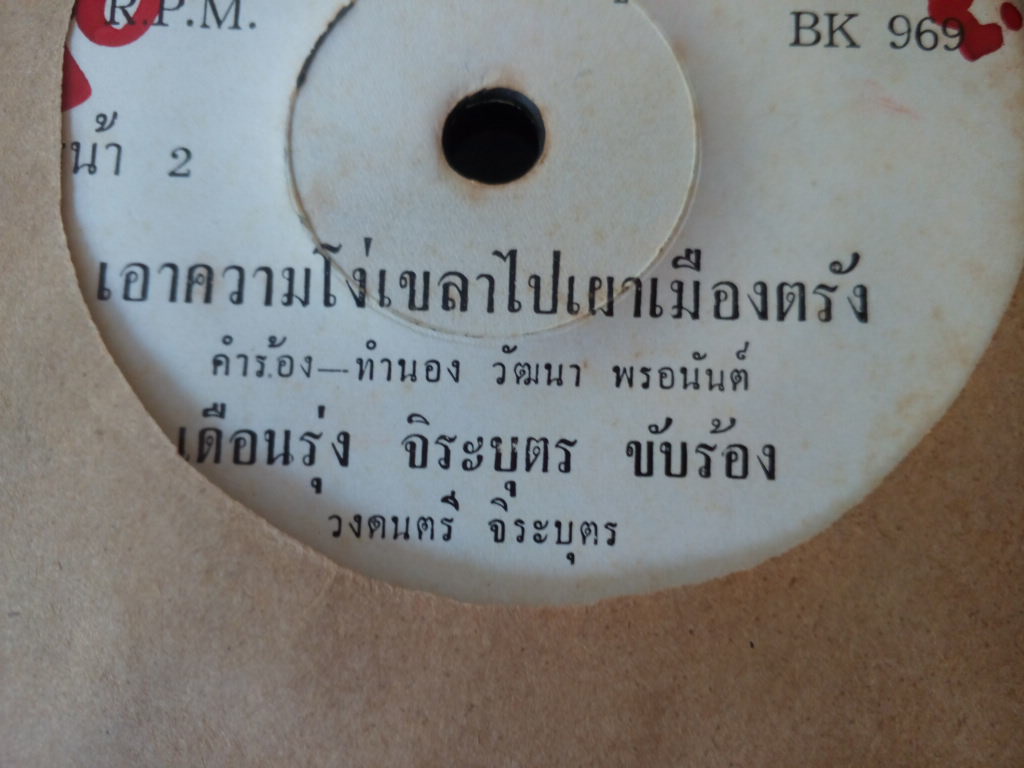 R.P.M.
BK 969
น้า 2
เอาความโง่เขลาไปเผาเมืองตรัง
คำร้อง—ทำนอง วัฒนา พรอนันต์
เดือนรุ่ง จิระบุตร ขับร้อง
วงดนตรี จิระบุตร